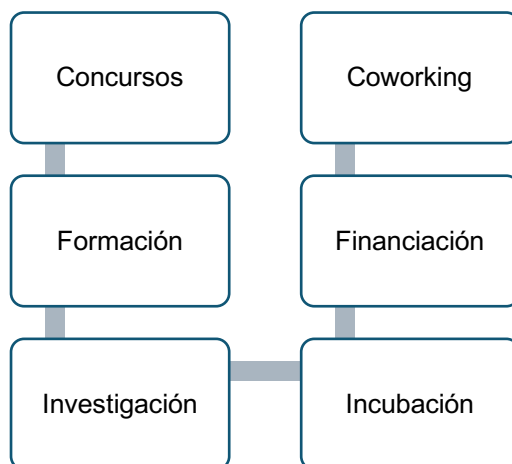 Concursos
Formación
Investigación
Incubación
Financiación
Coworking